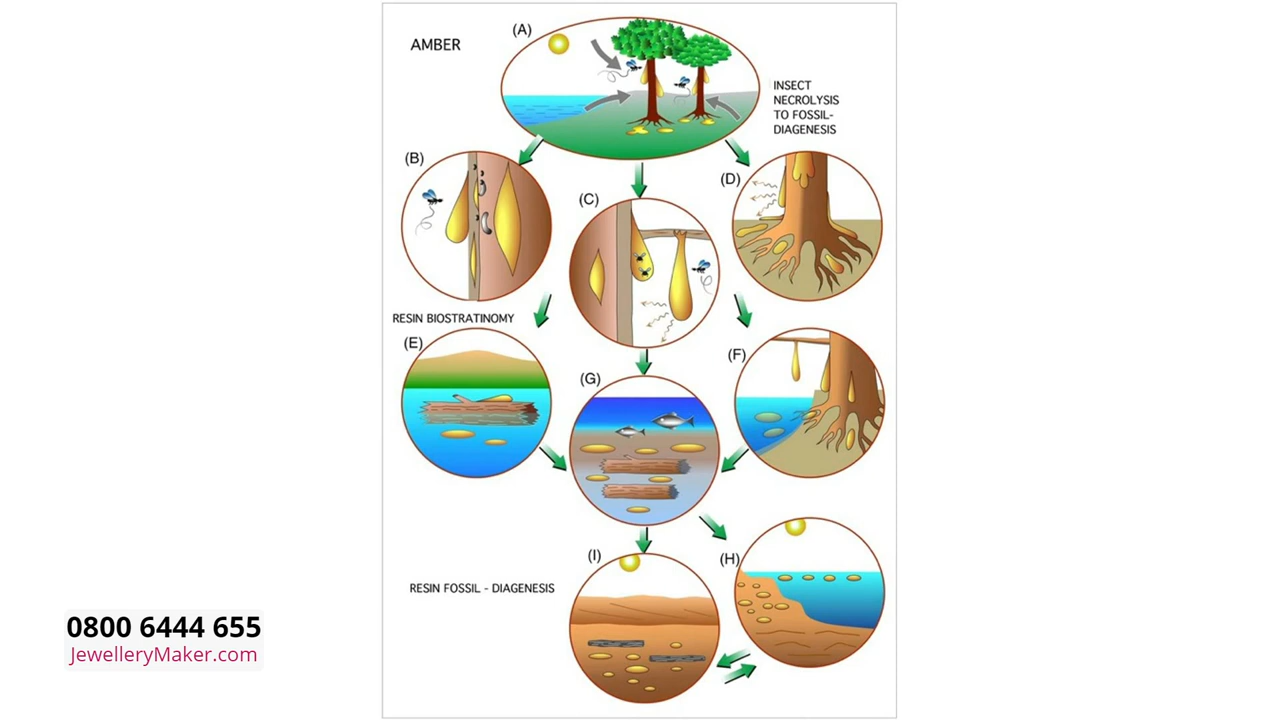 AMBER
(A)
INSECT
NECROLYSIS
TO FOSSIL-
DIAGENESIS
(B)
(C)
(D)
RESIN BIOSTRATINOMY
(E)
(F)
(G)
(H)
(I)
RESIN FOSSIL - DIAGENESIS
0800 6444 655
JewelleryMaker.com